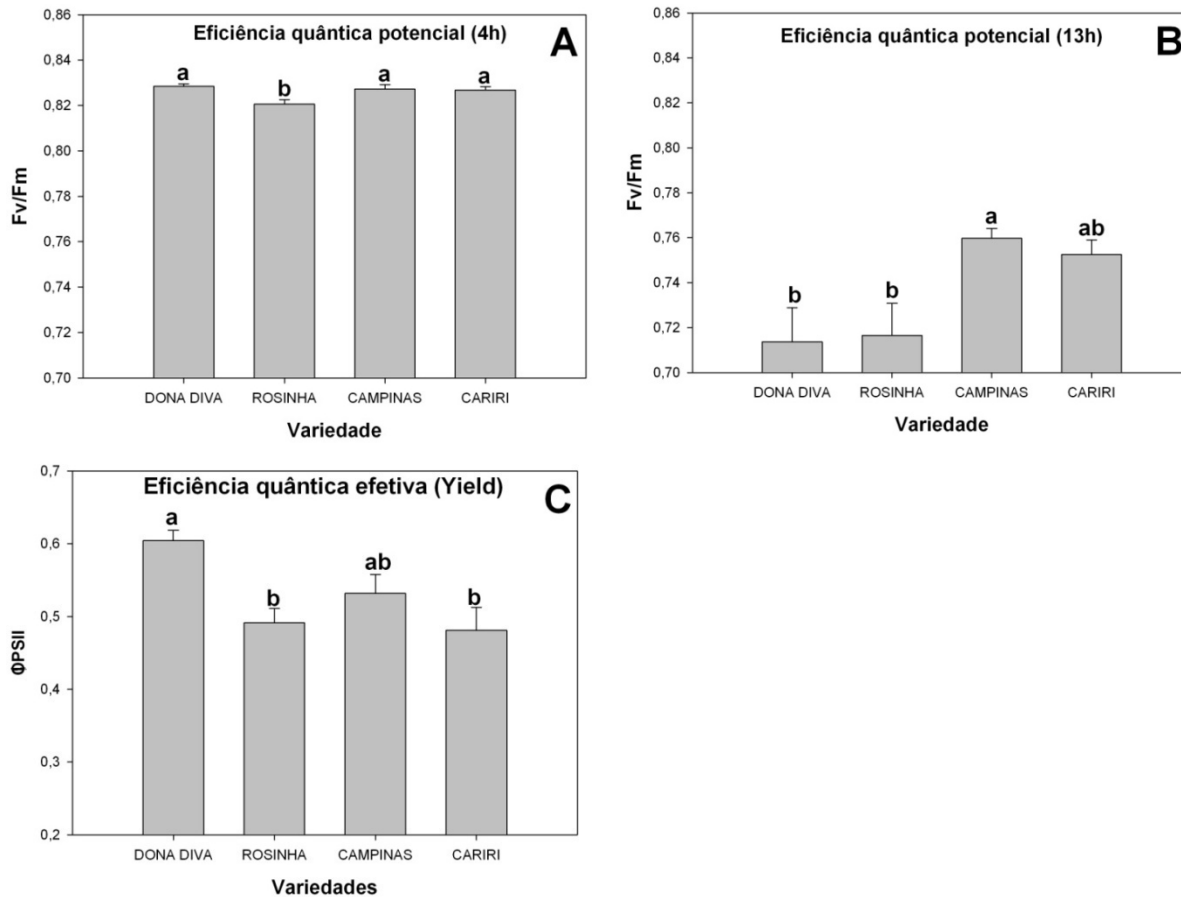 Eficiência quântica potencial (4h)
A
0,86
0,84
0,82
0,80
0,78
0,76
0,74
0,72
0,70
Fv/Fm
a
b
a
a
DONA DIVA
ROSINHA
CAMPINAS
CARIRI
Variedade
Eficiência quântica potencial (13h)
B
0,86
0,84
0,82
0,80
0,78
0,76
0,74
0,72
0,70
Fv/Fm
b
b
a
ab
DONA DIVA
ROSINHA
CAMPINAS
CARIRI
Variedade
Eficiência quântica efetiva (Yield)
C
0,7
0,6
0,5
0,4
0,3
0,2
ΦPSII
a
b
ab
b
DONA DIVA
ROSINHA
CAMPINAS
CARIRI
Variedades